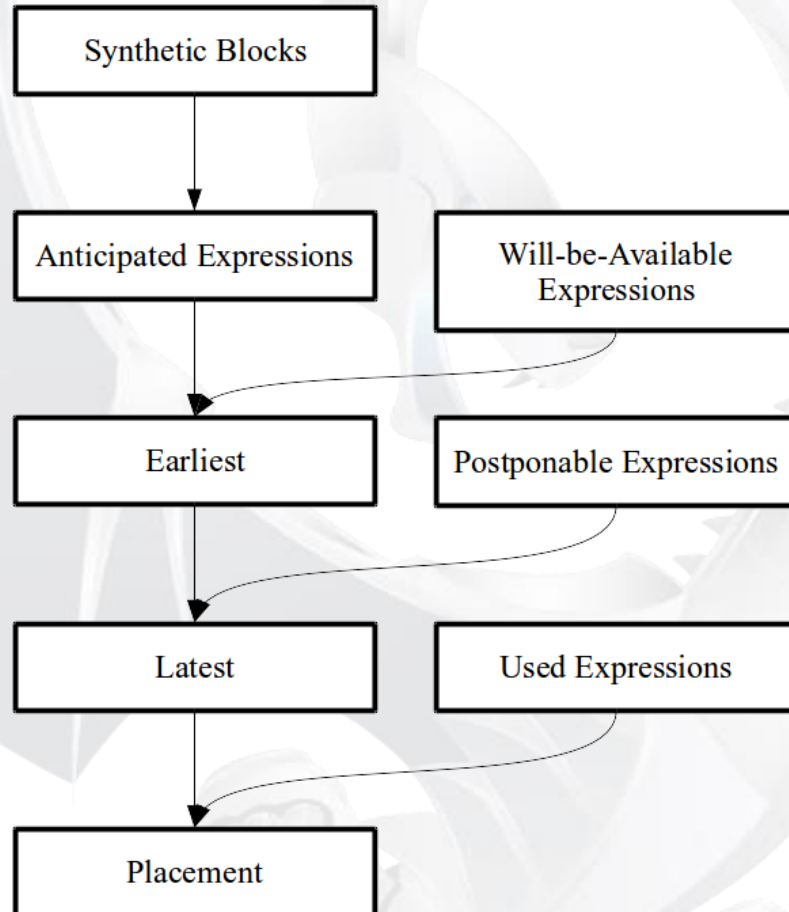 Synthetic Blocks
Anticipated Expressions
Will-be-Available
Expressions
Earliest
Postponable Expressions
Latest
Used Expressions
Placement